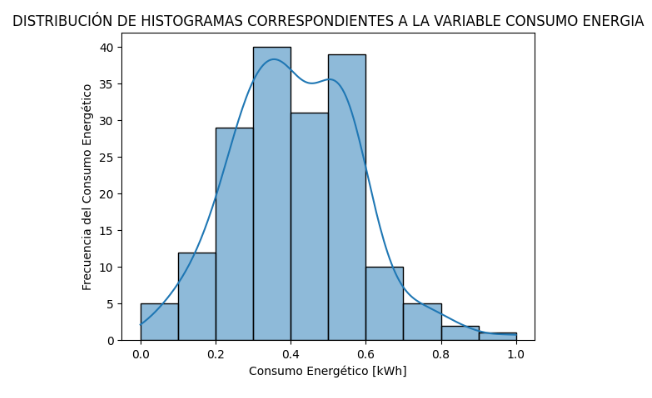 DISTRIBUCIÓN DE HISTOGRAMAS CORRESPONDIENTES A LA VARIABLE CONSUMO ENERGIA
Frecuencia del Consumo Energético
40
35
30
25
20
15
10
5
0
0.0 0.2 0.4 0.6 0.8 1.0
Consumo Energético [kWh]